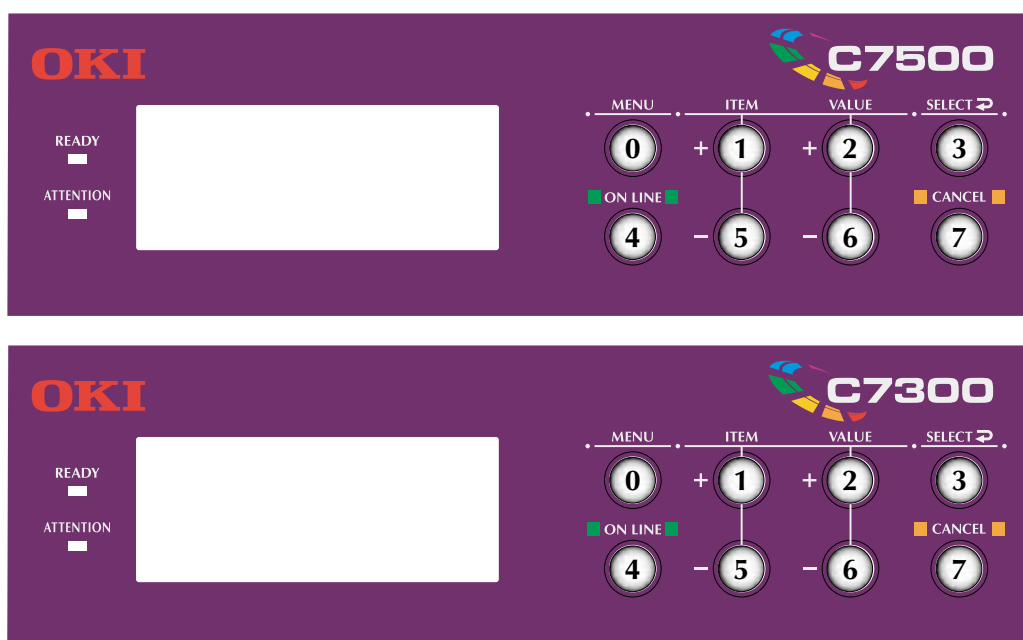 OKI C7500
MENU ITEM VALUE SELECT
READY 0 + 1 + 2 3
ATTENTION ON LINE CANCEL
4 – 5 – 6 7
OKI C7300
MENU ITEM VALUE SELECT
READY 0 + 1 + 2 3
ATTENTION ON LINE CANCEL
4 – 5 – 6 7